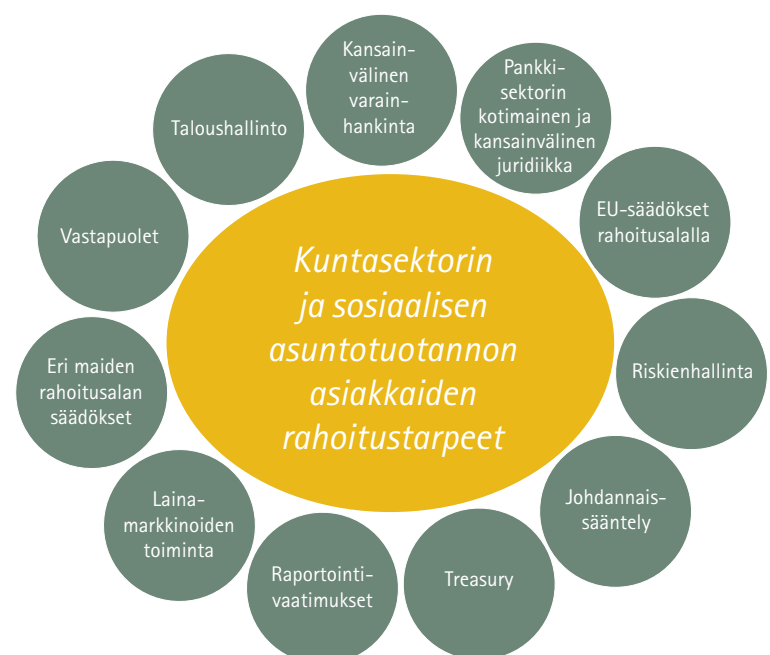 Kansain-
välinen
varain-
hankinta
Pankki-
sektorin
kotimainen ja
kansainvälinen
juridiikka
EU-säädökset
rahoitusalalla
Riskienhallinta
Johdannais-
sääntely
Treasury
Raportointi-
vaatimukset
Laina-
markkinoiden
toiminta
Eri maiden
rahoitusalan
säädökset
Vastapuolet
Taloushallinto
Kuntasektorin
ja sosiaalisen
asuntotuotannon
asiakkaiden
rahoitustarpeet